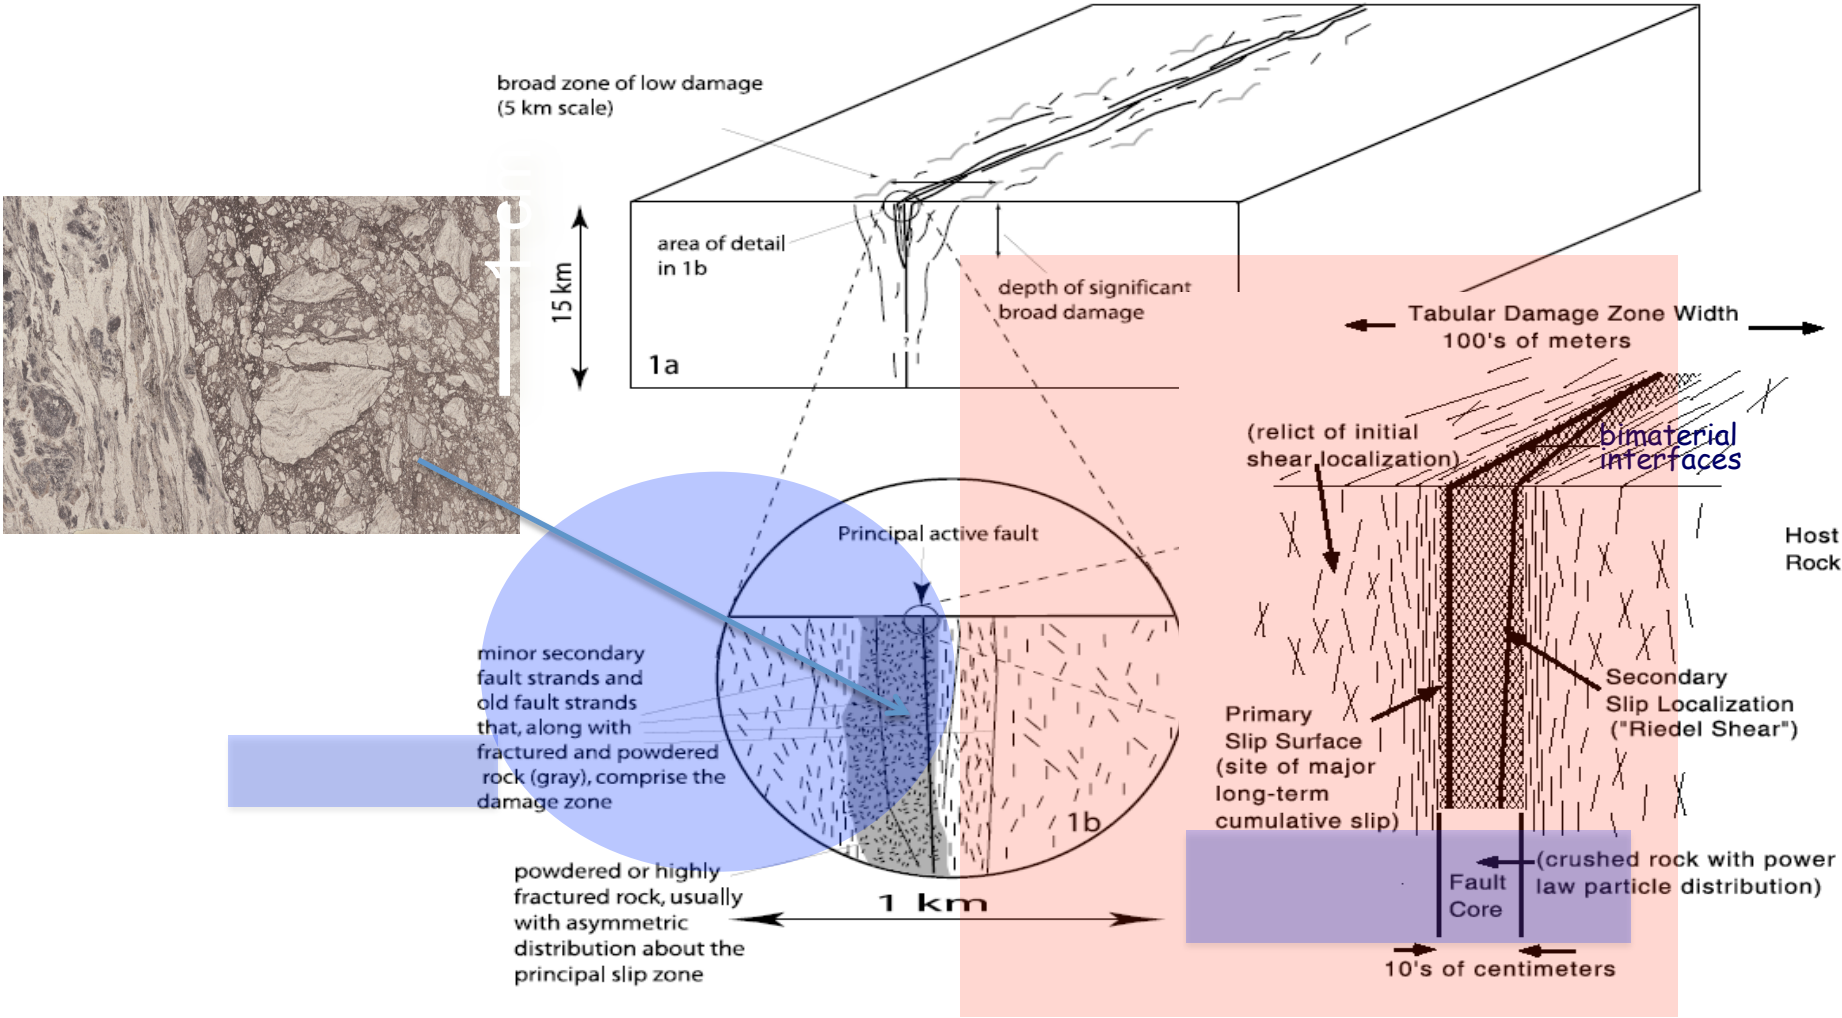 broad zone of low damage
(5 km scale)
1 cm
area of detail
in 1b
15 km
depth of significant
broad damage
?
1a
Tabular Damage Zone Width
100's of meters
(relict of initial
shear localization)
bimaterial
interfaces
Host
Rock
Principal active fault
minor secondary
fault strands and
old fault strands
that, along with
fractured and powdered
rock (gray), comprise the
damage zone
1b
Secondary
Slip Localization
("Riedel Shear")
Primary
Slip Surface
(site of major
long-term
cumulative slip)
powdered or highly
fractured rock, usually
with asymmetric
distribution about the
principal slip zone
1 km
Fault
Core
(crushed rock with power
law particle distribution)
10's of centimeters